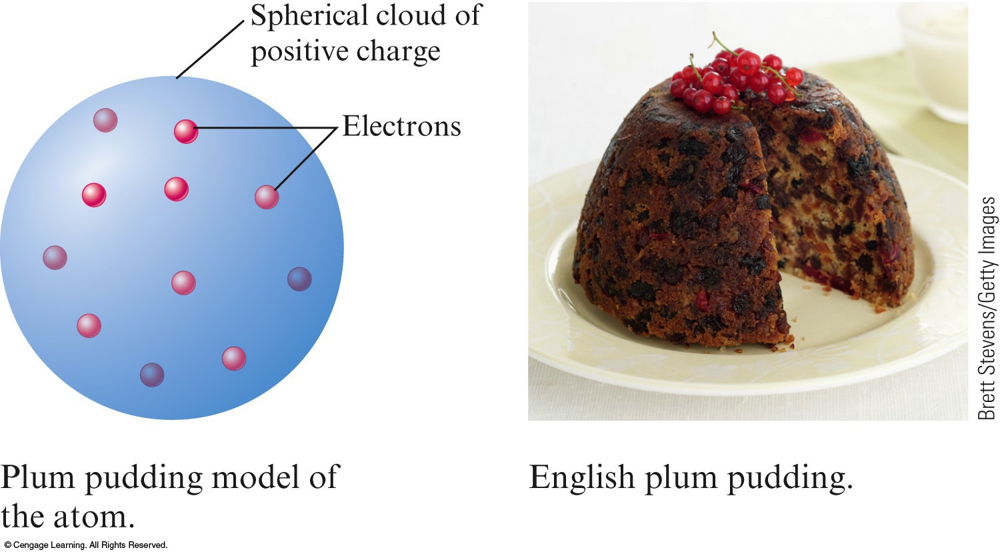 Spherical cloud of
positive charge
Electrons
Brett Stevens/Getty Images
Plum pudding model of
the atom.
English plum pudding.
© Cengage Learning. All Rights Reserved.